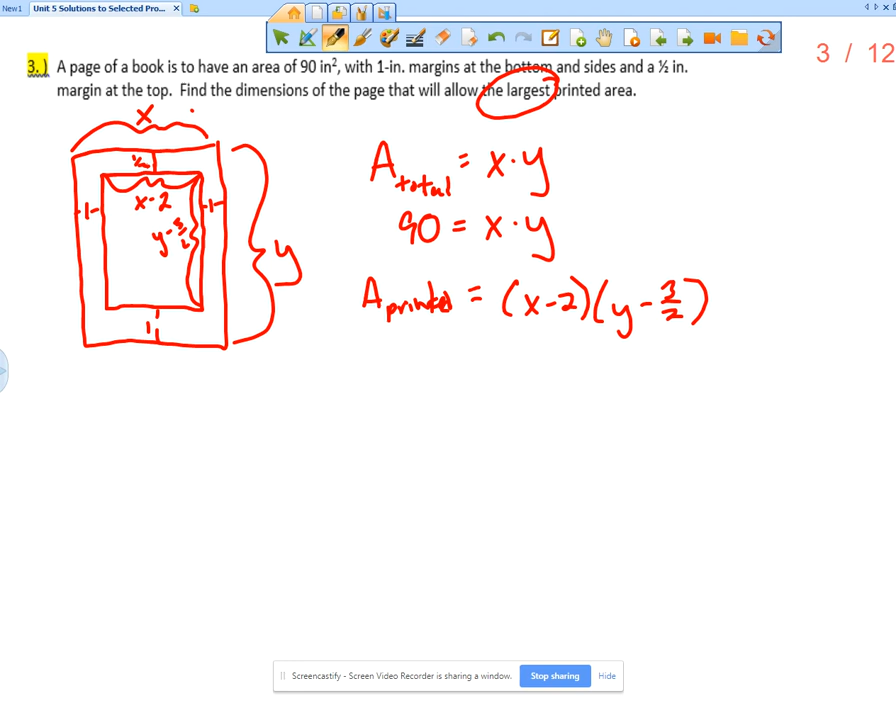 New1
Unit 5 Solutions to Selected Pro...
3 / 12
3.) A page of a book is to have an area of 90 in², with 1-in. margins at the bottom and sides and a ½ in.
margin at the top. Find the dimensions of the page that will allow the largest printed area.
x
½
x - 2
1
1
y - 3/2
y
1
A total = x · y
90 = x · y
A printed = (x - 2)(y - 3/2)
Screencastify - Screen Video Recorder is sharing a window.
Stop sharing
Hide